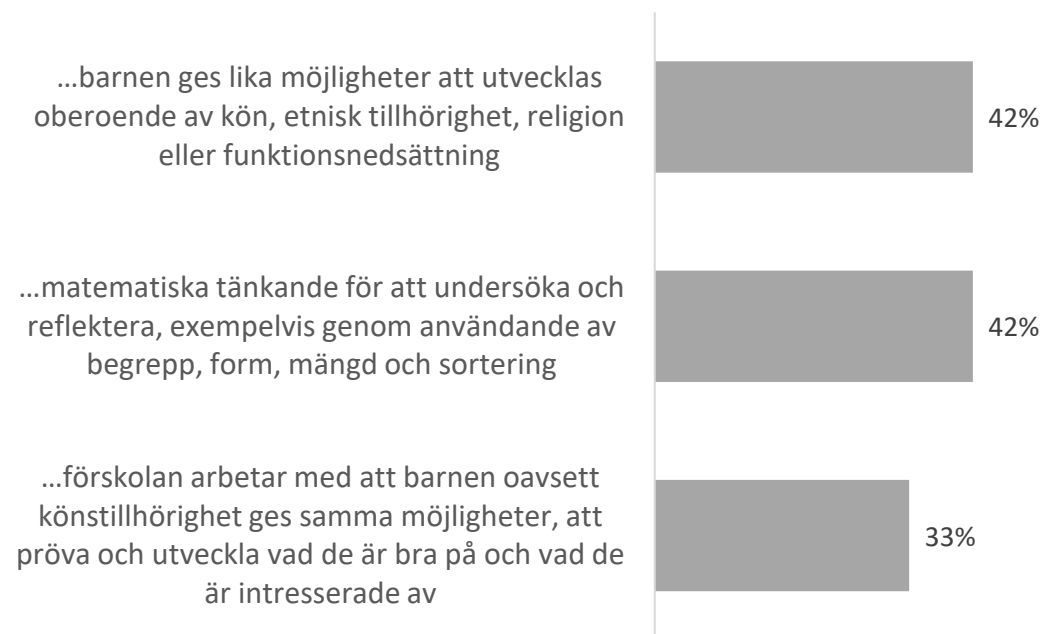 …barnen ges lika möjligheter att utvecklas
oberoende av kön, etnisk tillhörighet, religion
eller funktionsnedsättning
42%
…matematiska tänkande för att undersöka och
reflektera, exempelvis genom användande av
begrepp, form, mängd och sortering
42%
…förskolan arbetar med att barnen oavsett
könstillhörighet ges samma möjligheter, att
pröva och utveckla vad de är bra på och vad de
är intresserade av
33%